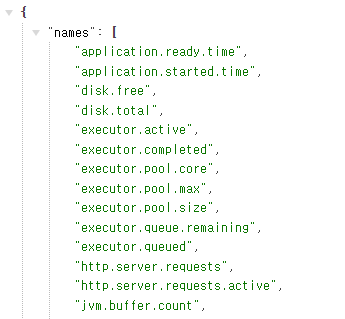 {
"names": [
"application.ready.time",
"application.started.time",
"disk.free",
"disk.total",
"executor.active",
"executor.completed",
"executor.pool.core",
"executor.pool.max",
"executor.pool.size",
"executor.queue.remaining",
"executor.queued",
"http.server.requests",
"http.server.requests.active",
"jvm.buffer.count",